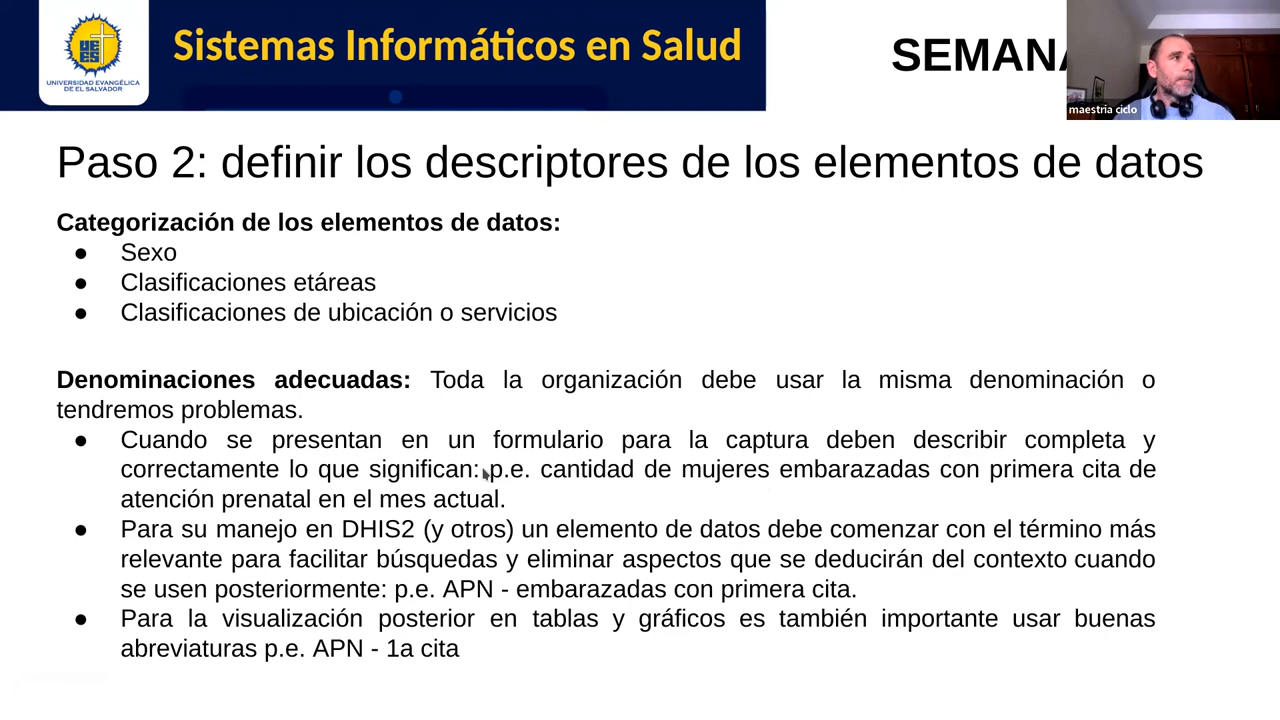 UNIVERSIDAD EVANGÉLICA
DE EL SALVADOR
Sistemas Informáticos en Salud
SEMANA
maestria ciclo
Paso 2: definir los descriptores de los elementos de datos
Categorización de los elementos de datos:
● Sexo
● Clasificaciones etáreas
● Clasificaciones de ubicación o servicios
Denominaciones adecuadas: Toda la organización debe usar la misma denominación o
tendremos problemas.
● Cuando se presentan en un formulario para la captura deben describir completa y
correctamente lo que significan: p.e. cantidad de mujeres embarazadas con primera cita de
atención prenatal en el mes actual.
● Para su manejo en DHIS2 (y otros) un elemento de datos debe comenzar con el término más
relevante para facilitar búsquedas y eliminar aspectos que se deducirán del contexto cuando
se usen posteriormente: p.e. APN - embarazadas con primera cita.
● Para la visualización posterior en tablas y gráficos es también importante usar buenas
abreviaturas p.e. APN - 1a cita